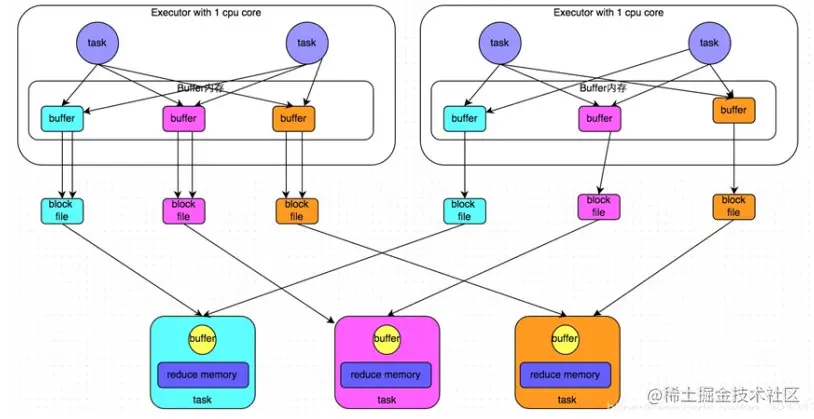 Executor with 1 cpu core
Executor with 1 cpu core
task
task
task
task
Buffer内存
Buffer内存
buffer
buffer
buffer
buffer
buffer
buffer
block
file
block
file
block
file
block
file
block
file
block
file
buffer
buffer
buffer
reduce memory
reduce memory
reduce memory
task
task
task
@稀土掘金技术社区